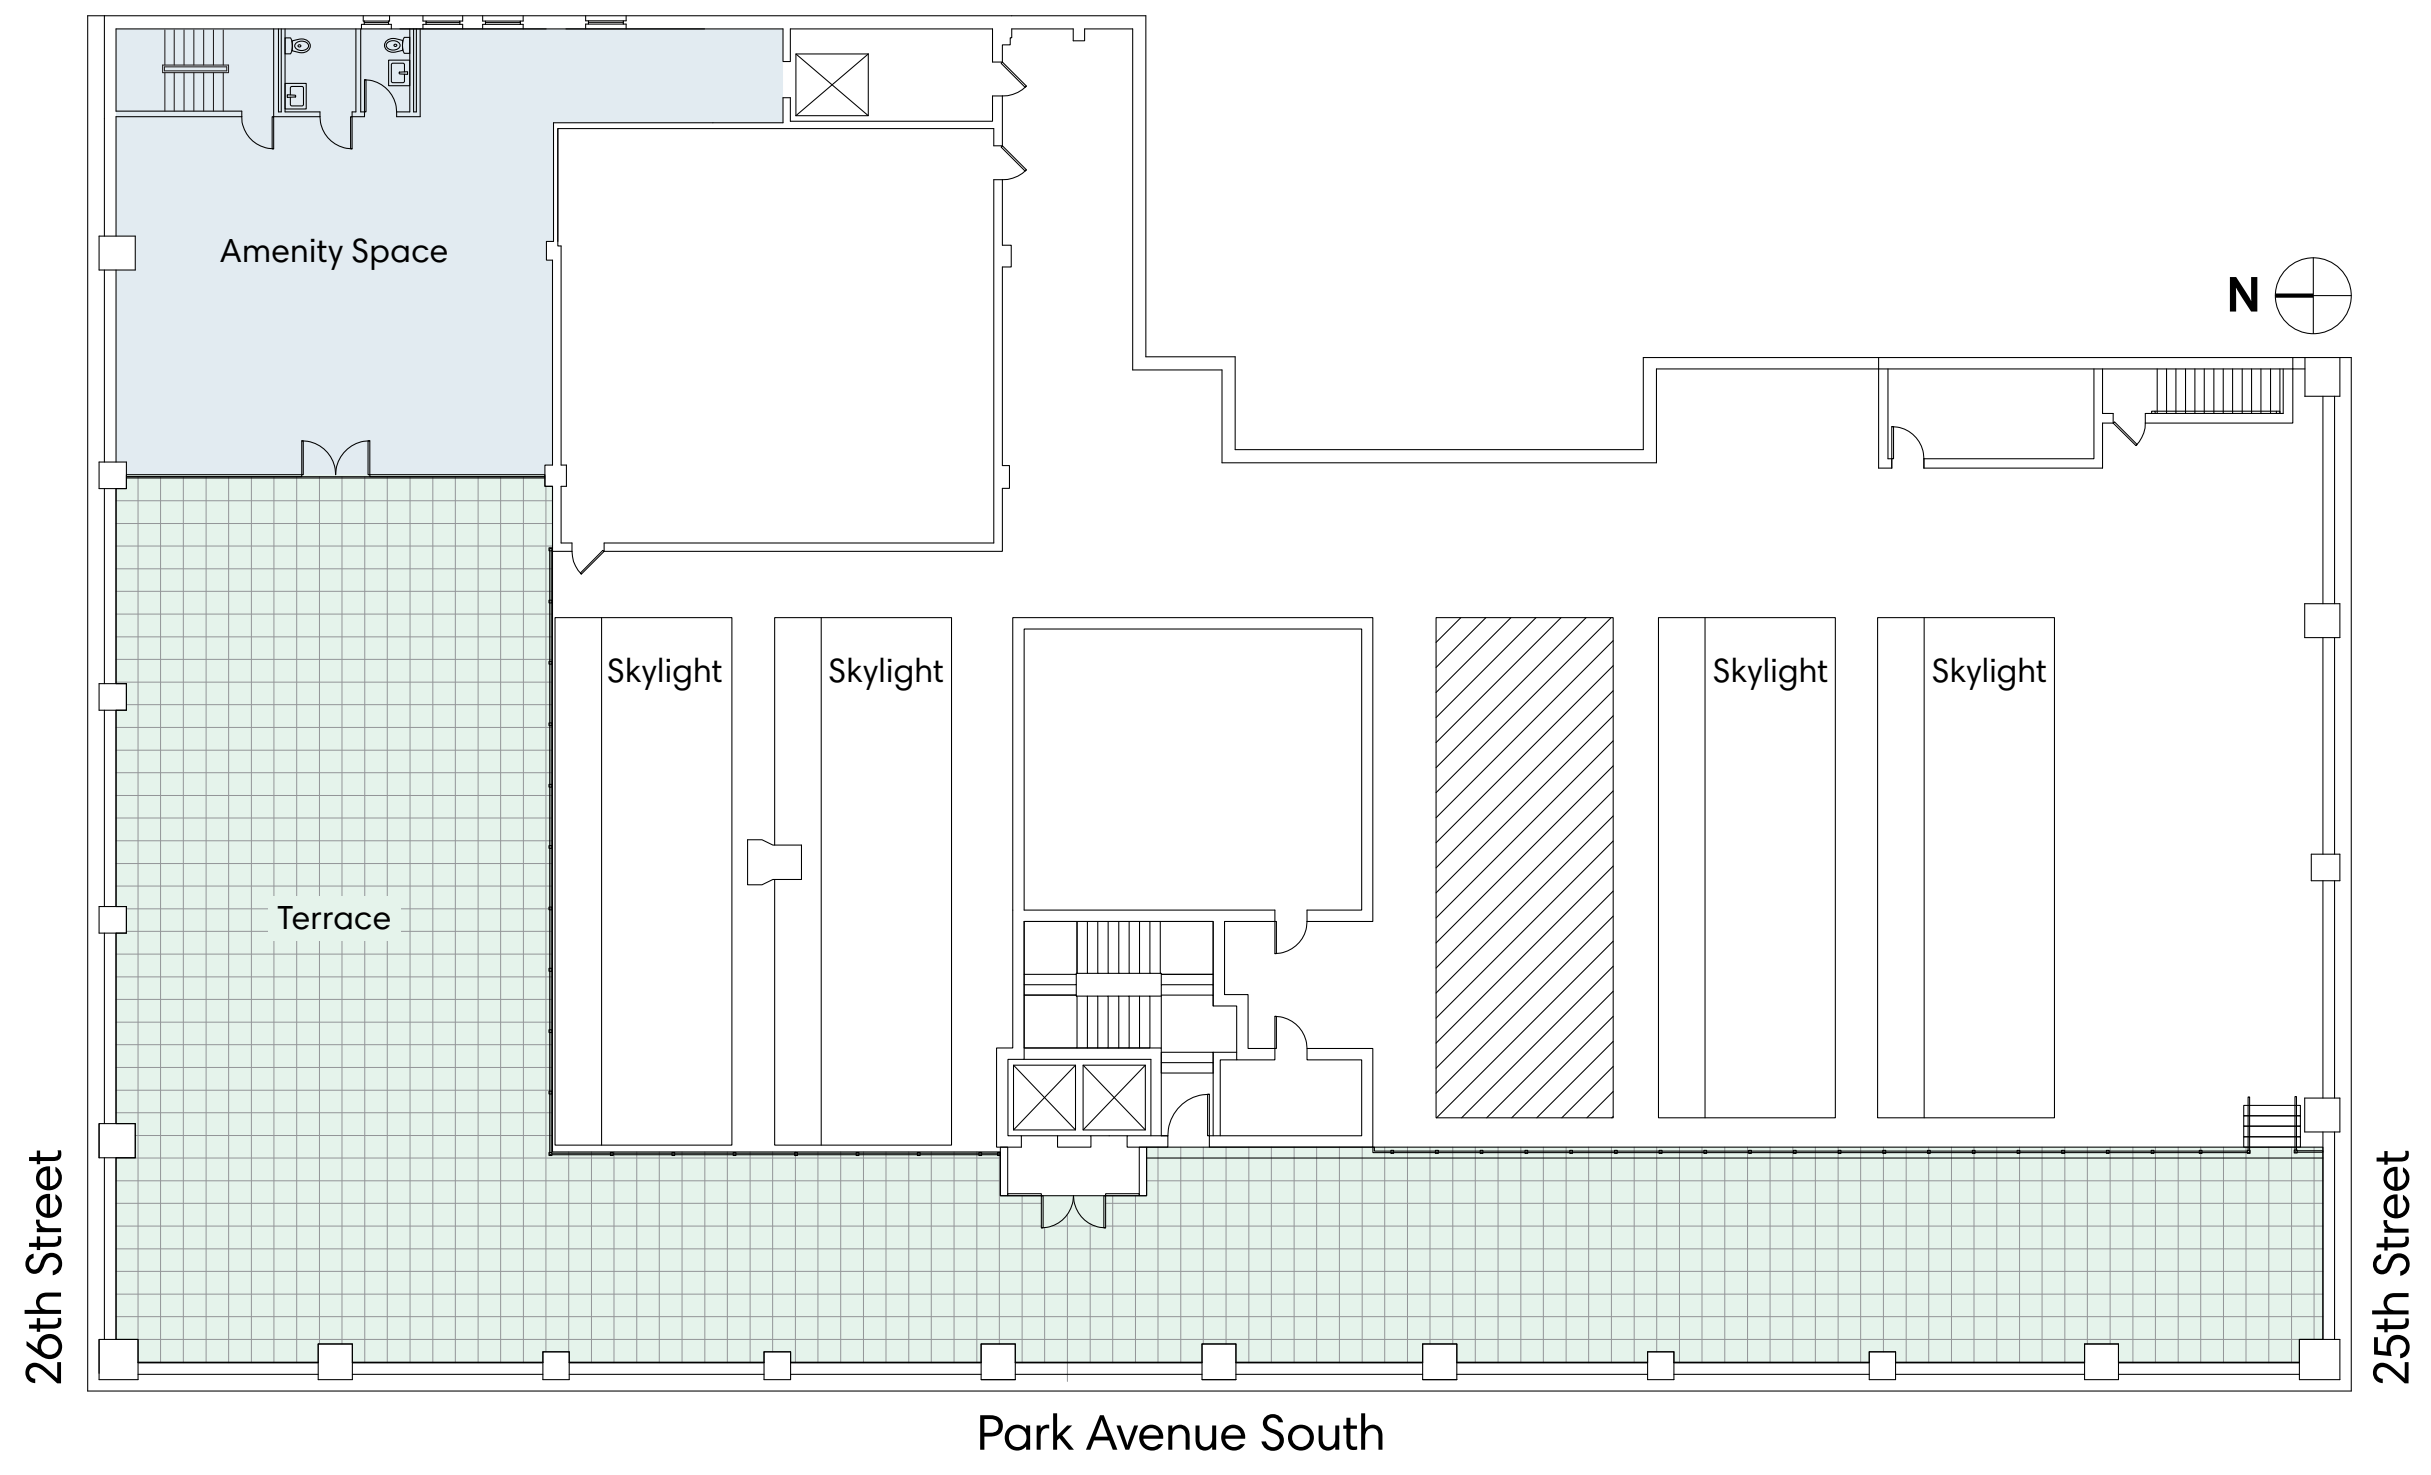 Amenity Space
N
Skylight
Skylight
Skylight
Skylight
Terrace
26th Street
25th Street
Park Avenue South